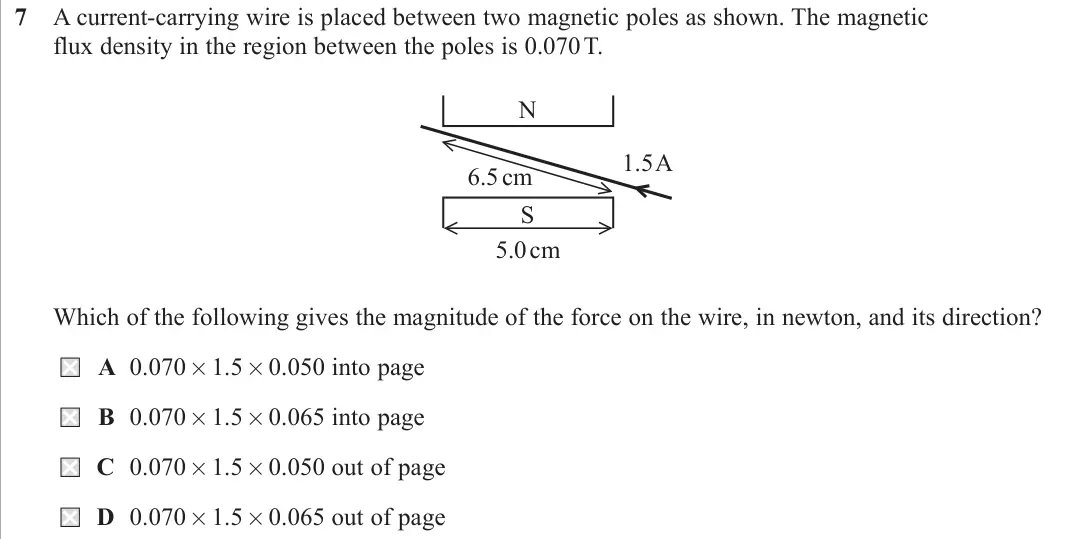 7 A current-carrying wire is placed between two magnetic poles as shown. The magnetic
flux density in the region between the poles is 0.070 T.
N
1.5 A
6.5 cm
S
5.0 cm
Which of the following gives the magnitude of the force on the wire, in newton, and its direction?
A 0.070 × 1.5 × 0.050 into page
B 0.070 × 1.5 × 0.065 into page
C 0.070 × 1.5 × 0.050 out of page
D 0.070 × 1.5 × 0.065 out of page